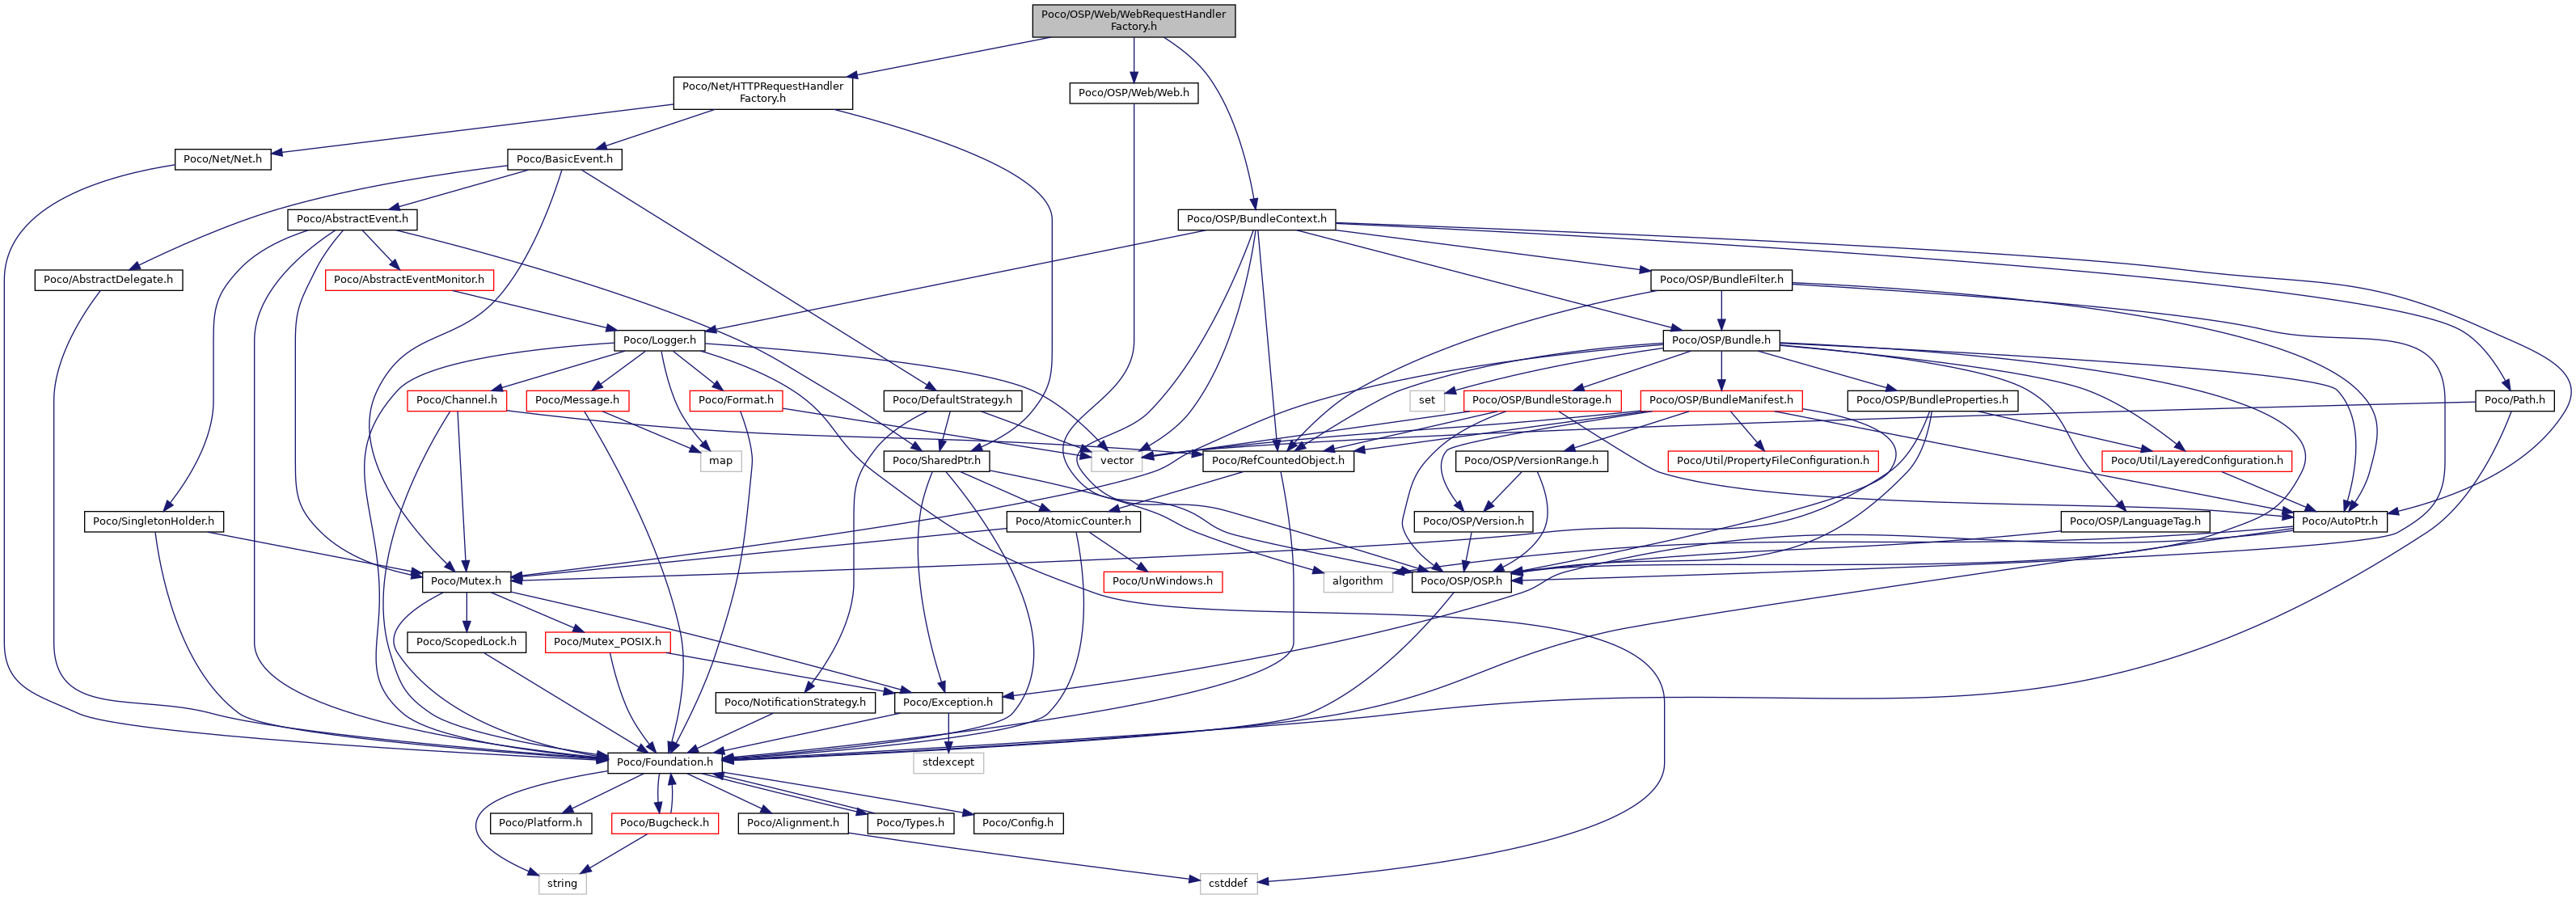 Poco/OSP/Web/WebRequestHandler
Factory.h
Poco/Net/HTTPRequestHandler
Factory.h
Poco/OSP/Web/Web.h
Poco/Net/Net.h
Poco/BasicEvent.h
Poco/AbstractEvent.h
Poco/OSP/BundleContext.h
Poco/AbstractDelegate.h
Poco/AbstractEventMonitor.h
Poco/OSP/BundleFilter.h
Poco/Logger.h
Poco/OSP/Bundle.h
Poco/Channel.h
Poco/Message.h
Poco/Format.h
Poco/DefaultStrategy.h
set
Poco/OSP/BundleStorage.h
Poco/OSP/BundleManifest.h
Poco/OSP/BundleProperties.h
Poco/Path.h
map
Poco/SharedPtr.h
vector
Poco/RefCountedObject.h
Poco/OSP/VersionRange.h
Poco/Util/PropertyFileConfiguration.h
Poco/Util/LayeredConfiguration.h
Poco/SingletonHolder.h
Poco/AtomicCounter.h
Poco/OSP/Version.h
Poco/OSP/LanguageTag.h
Poco/AutoPtr.h
Poco/Mutex.h
Poco/UnWindows.h
algorithm
Poco/OSP/OSP.h
Poco/ScopedLock.h
Poco/Mutex_POSIX.h
Poco/NotificationStrategy.h
Poco/Exception.h
Poco/Foundation.h
stdexcept
Poco/Platform.h
Poco/Bugcheck.h
Poco/Alignment.h
Poco/Types.h
Poco/Config.h
string
cstddef